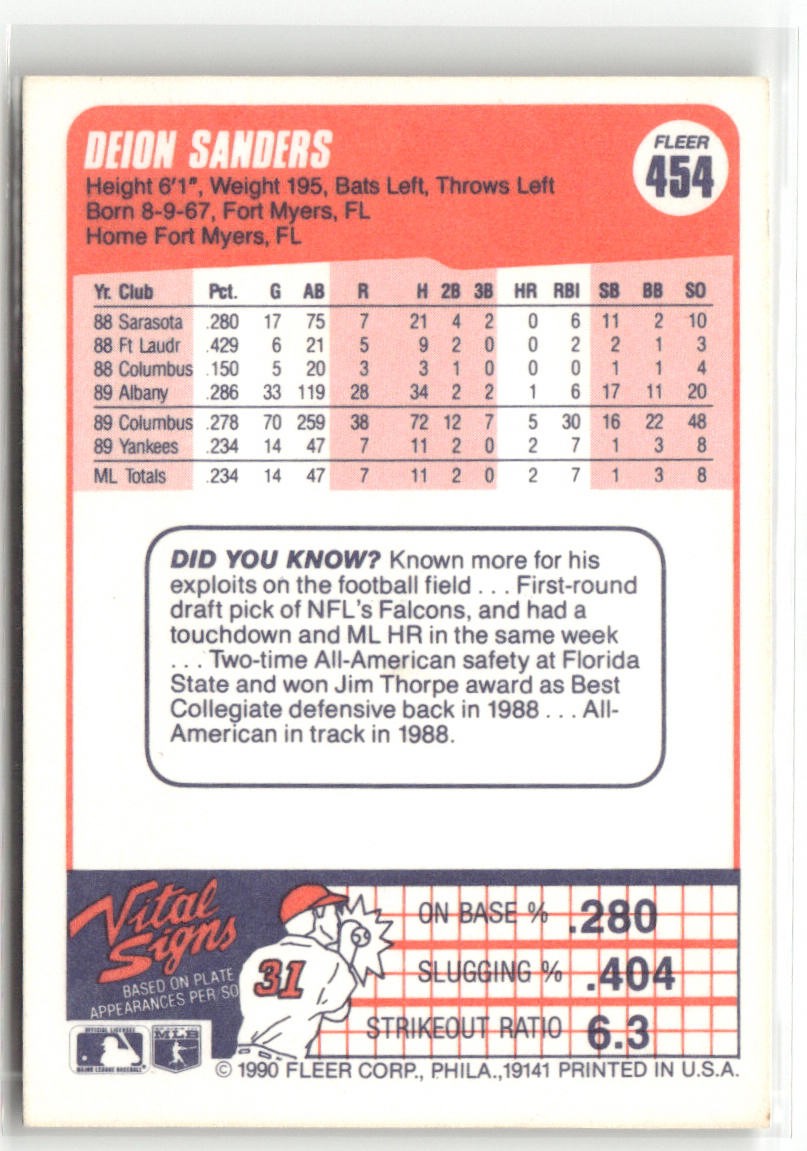 DEION SANDERS
FLEER
454
Height 6'1", Weight 195, Bats Left, Throws Left
Born 8-9-67, Fort Myers, FL
Home Fort Myers, FL
Yr. Club Pct. G AB R H 2B 3B HR RBI SB BB SO
88 Sarasota .280 17 75 7 21 4 2 0 6 11 2 10
88 Ft Laudr .429 6 21 5 9 2 0 0 2 2 1 3
88 Columbus .150 5 20 3 3 1 0 0 0 1 1 4
89 Albany .286 33 119 28 34 2 2 1 6 17 11 20
89 Columbus .278 70 259 38 72 12 7 5 30 16 22 48
89 Yankees .234 14 47 7 11 2 0 2 7 1 3 8
ML Totals .234 14 47 7 11 2 0 2 7 1 3 8
DID YOU KNOW? Known more for his
exploits on the football field . . . First-round
draft pick of NFL's Falcons, and had a
touchdown and ML HR in the same week
. . . Two-time All-American safety at Florida
State and won Jim Thorpe award as Best
Collegiate defensive back in 1988 . . . All-
American in track in 1988.
Vital
Signs
BASED ON PLATE
APPEARANCES PER/SO
31
ON BASE % .280
SLUGGING % .404
STRIKEOUT RATIO 6.3
OFFICIAL LICENSEE
MAJOR LEAGUE BASEBALL
MLB
© 1990 FLEER CORP., PHILA.,19141 PRINTED IN U.S.A.